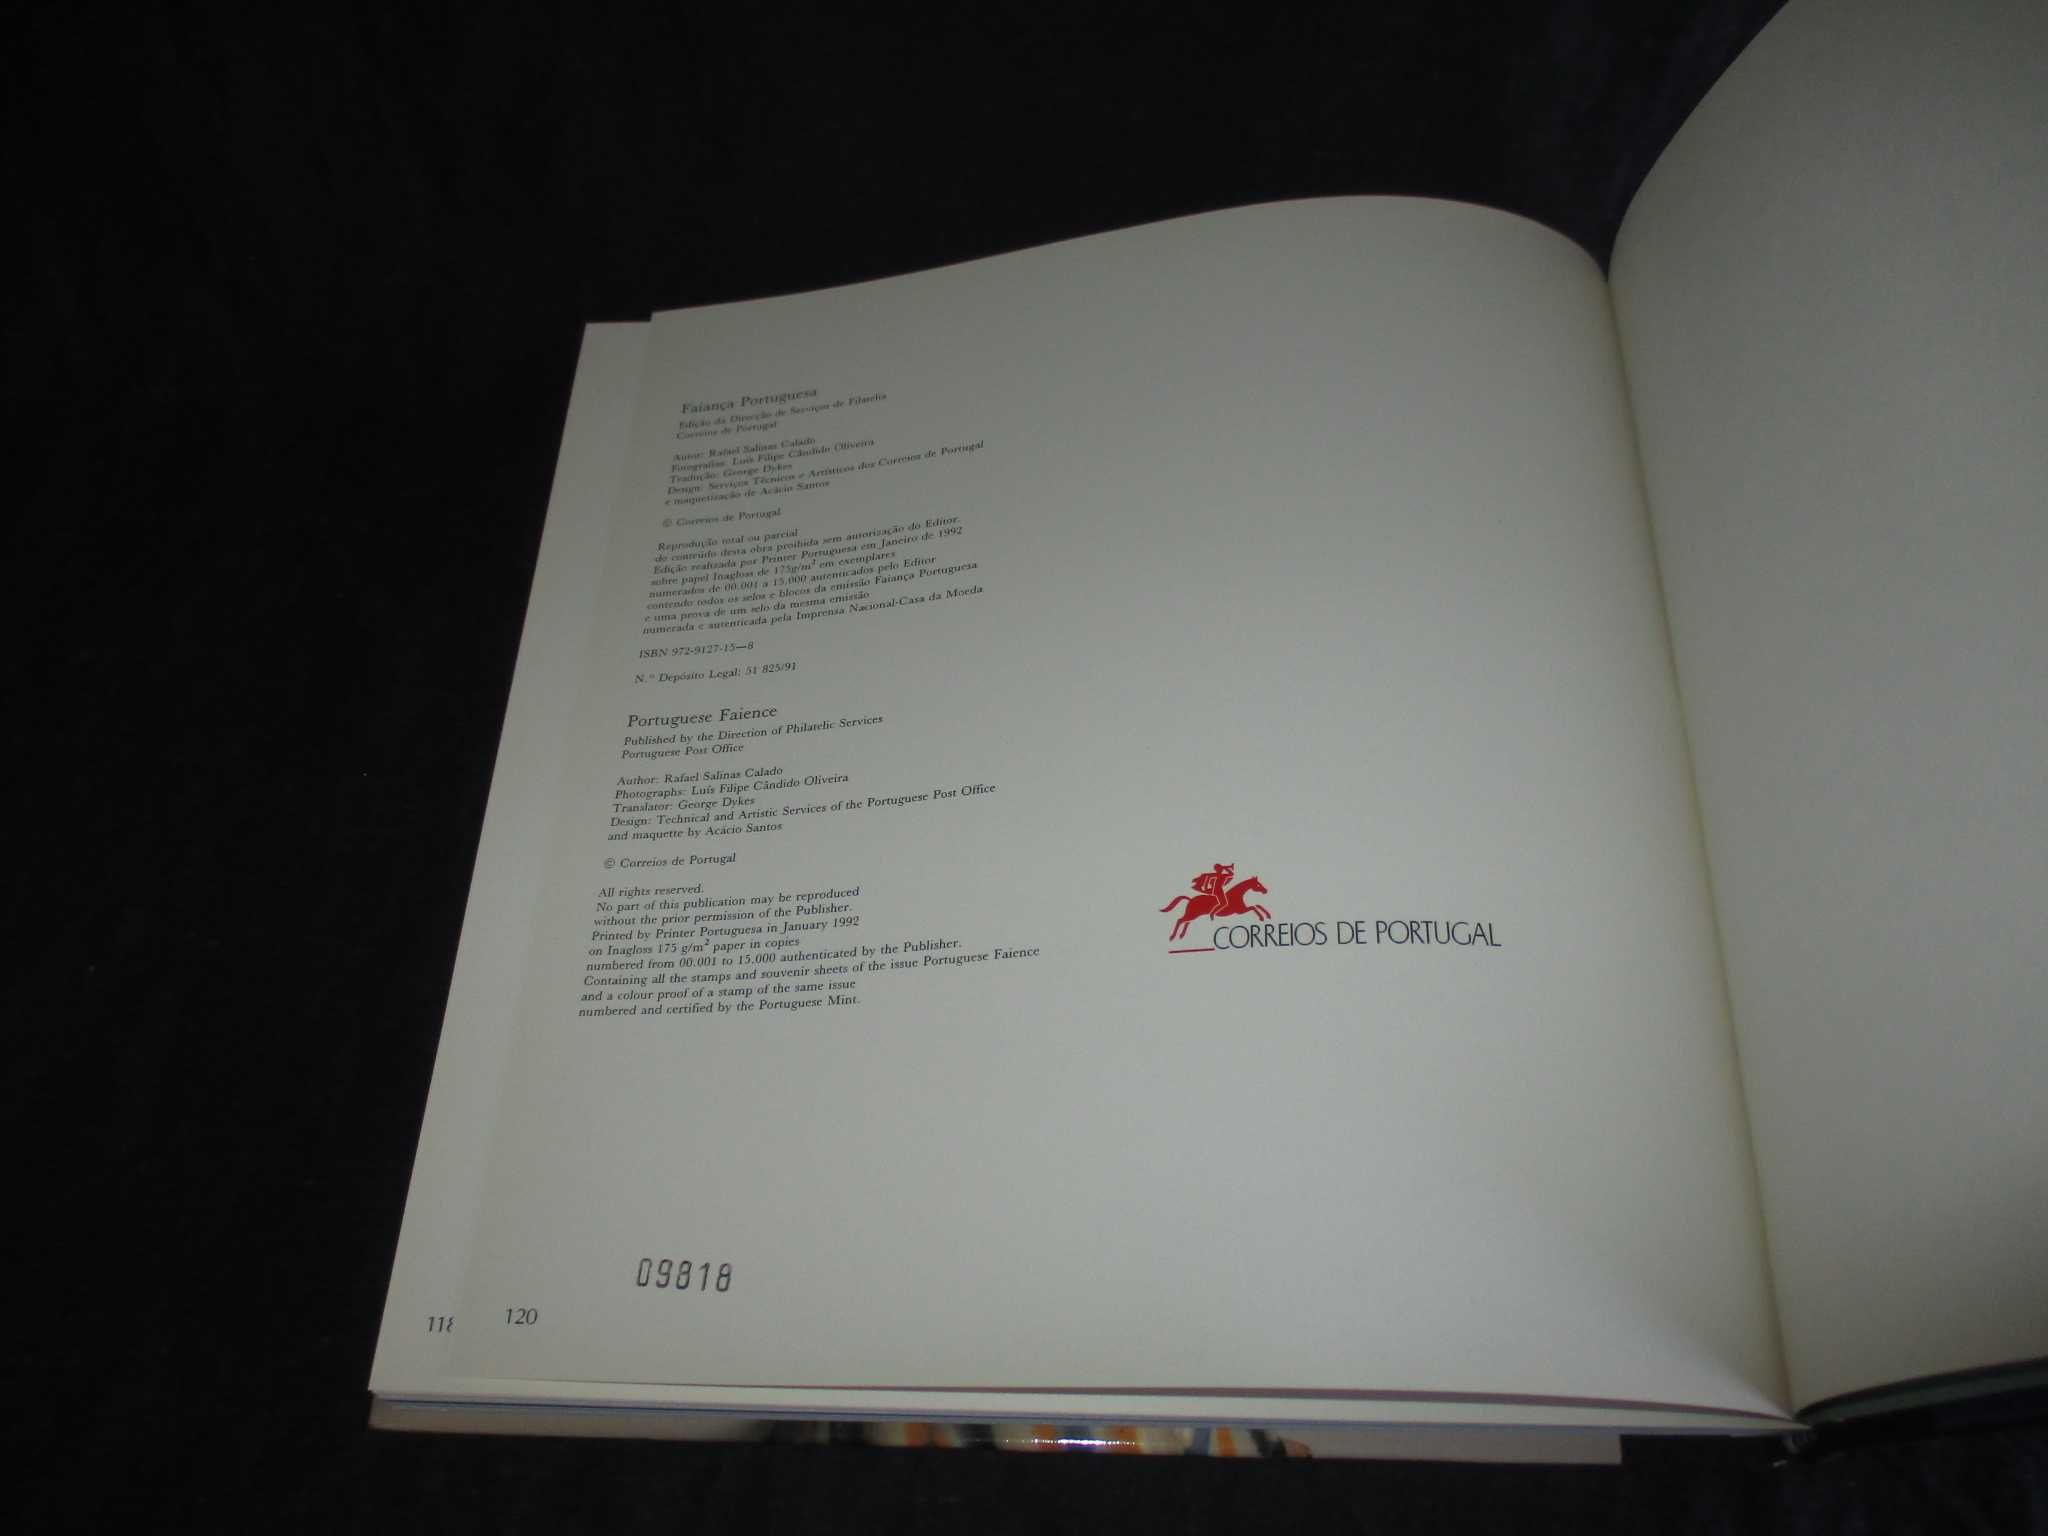 Faiança Portuguesa
Edição da Direcção de Serviços de Filatelia
Correios de Portugal
Autor: Rafael Salinas Calado
Fotografias: Luís Filipe Cândido Oliveira
Tradução: George Dykes
Design: Serviços Técnicos e Artísticos dos Correios de Portugal
e maquetização de Acácio Santos
© Correios de Portugal
Reprodução total ou parcial
do conteúdo desta obra proibida sem autorização do Editor.
Edição realizada por Printer Portuguesa em Janeiro de 1992
sobre papel Inagloss de 175g/m² em exemplares
numerados de 00.001 a 15.000 autenticados pelo Editor
contendo todos os selos e blocos da emissão Faiança Portuguesa
e uma prova de um selo da mesma emissão
numerada e autenticada pela Imprensa Nacional-Casa da Moeda
ISBN 972-9127-15—8
N.º Depósito Legal: 51 825/91
Portuguese Faience
Published by the Direction of Philatelic Services
Portuguese Post Office
Author: Rafael Salinas Calado
Photographs: Luís Filipe Cândido Oliveira
Translator: George Dykes
Design: Technical and Artistic Services of the Portuguese Post Office
and maquette by Acácio Santos
© Correios de Portugal
All rights reserved.
No part of this publication may be reproduced
without the prior permission of the Publisher.
Printed by Printer Portuguesa in January 1992
on Inagloss 175 g/m² paper in copies
numbered from 00.001 to 15.000 authenticated by the Publisher.
Containing all the stamps and souvenir sheets of the issue Portuguese Faience
and a colour proof of a stamp of the same issue
numbered and certified by the Portuguese Mint.
CORREIOS DE PORTUGAL
09818
118
120